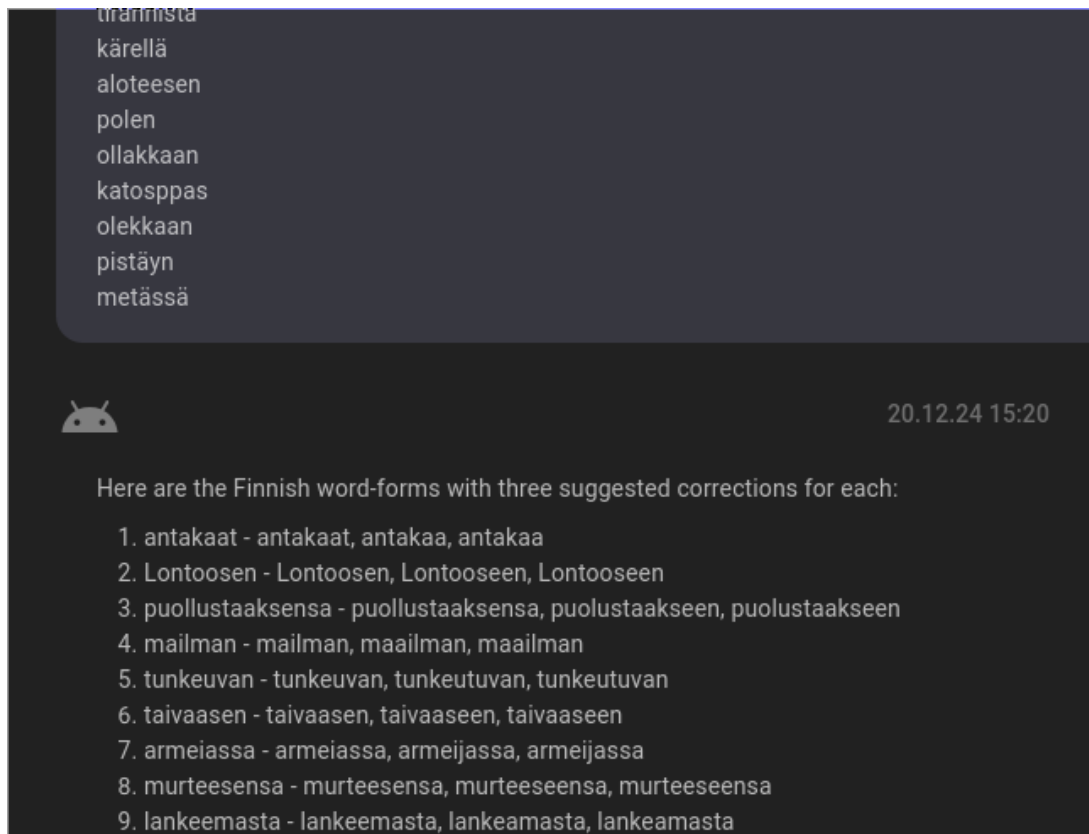 tirannista
kärellä
aloteesen
polen
ollakkaan
katosppas
olekkaan
pistäyn
metässä
20.12.24 15:20
Here are the Finnish word-forms with three suggested corrections for each:
1. antakaat - antakaat, antakaa, antakaa
2. Lontoosen - Lontoosen, Lontooseen, Lontooseen
3. puollustaaksensa - puollustaaksensa, puolustaakseen, puolustaakseen
4. mailman - mailman, maailman, maailman
5. tunkeuvan - tunkeuvan, tunkeutuvan, tunkeutuvan
6. taivaasen - taivaasen, taivaaseen, taivaaseen
7. armeiassa - armeiassa, armeijassa, armeijassa
8. murteesensa - murteesensa, murteeseensa, murteeseensa
9. lankeemasta - lankeemasta, lankeamasta, lankeamasta